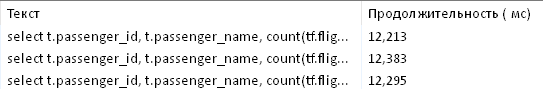 Текст Продолжительность ( мс)
select t.passenger_id, t.passenger_name, count(tf.flig... 12,213
select t.passenger_id, t.passenger_name, count(tf.flig... 12,383
select t.passenger_id, t.passenger_name, count(tf.flig... 12,295